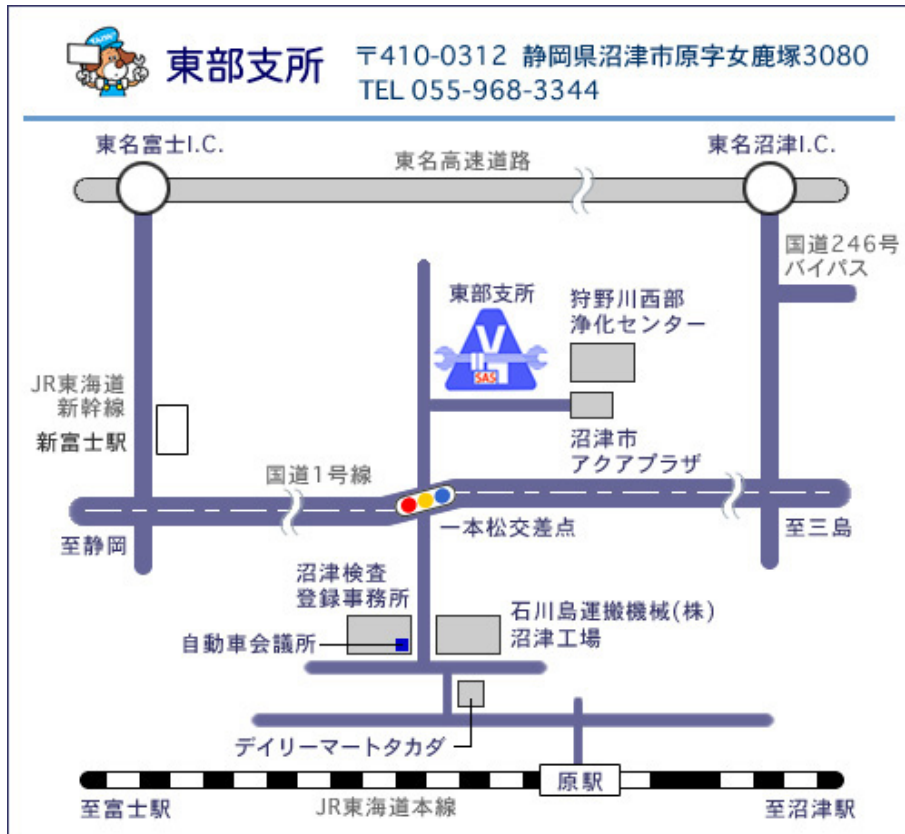 東部支所
〒410-0312 静岡県沼津市原字女鹿塚3080
TEL 055-968-3344
東名富士I.C.
東名高速道路
東名沼津I.C.
国道246号
バイパス
東部支所
狩野川西部
浄化センター
V
T
SAS
JR東海道
新幹線
新富士駅
沼津市
アクアプラザ
国道1号線
一本松交差点
至静岡
至三島
沼津検査
登録事務所
自動車会議所
石川島運搬機械(株)
沼津工場
デイリーマートタカダ
原駅
至富士駅
JR東海道本線
至沼津駅